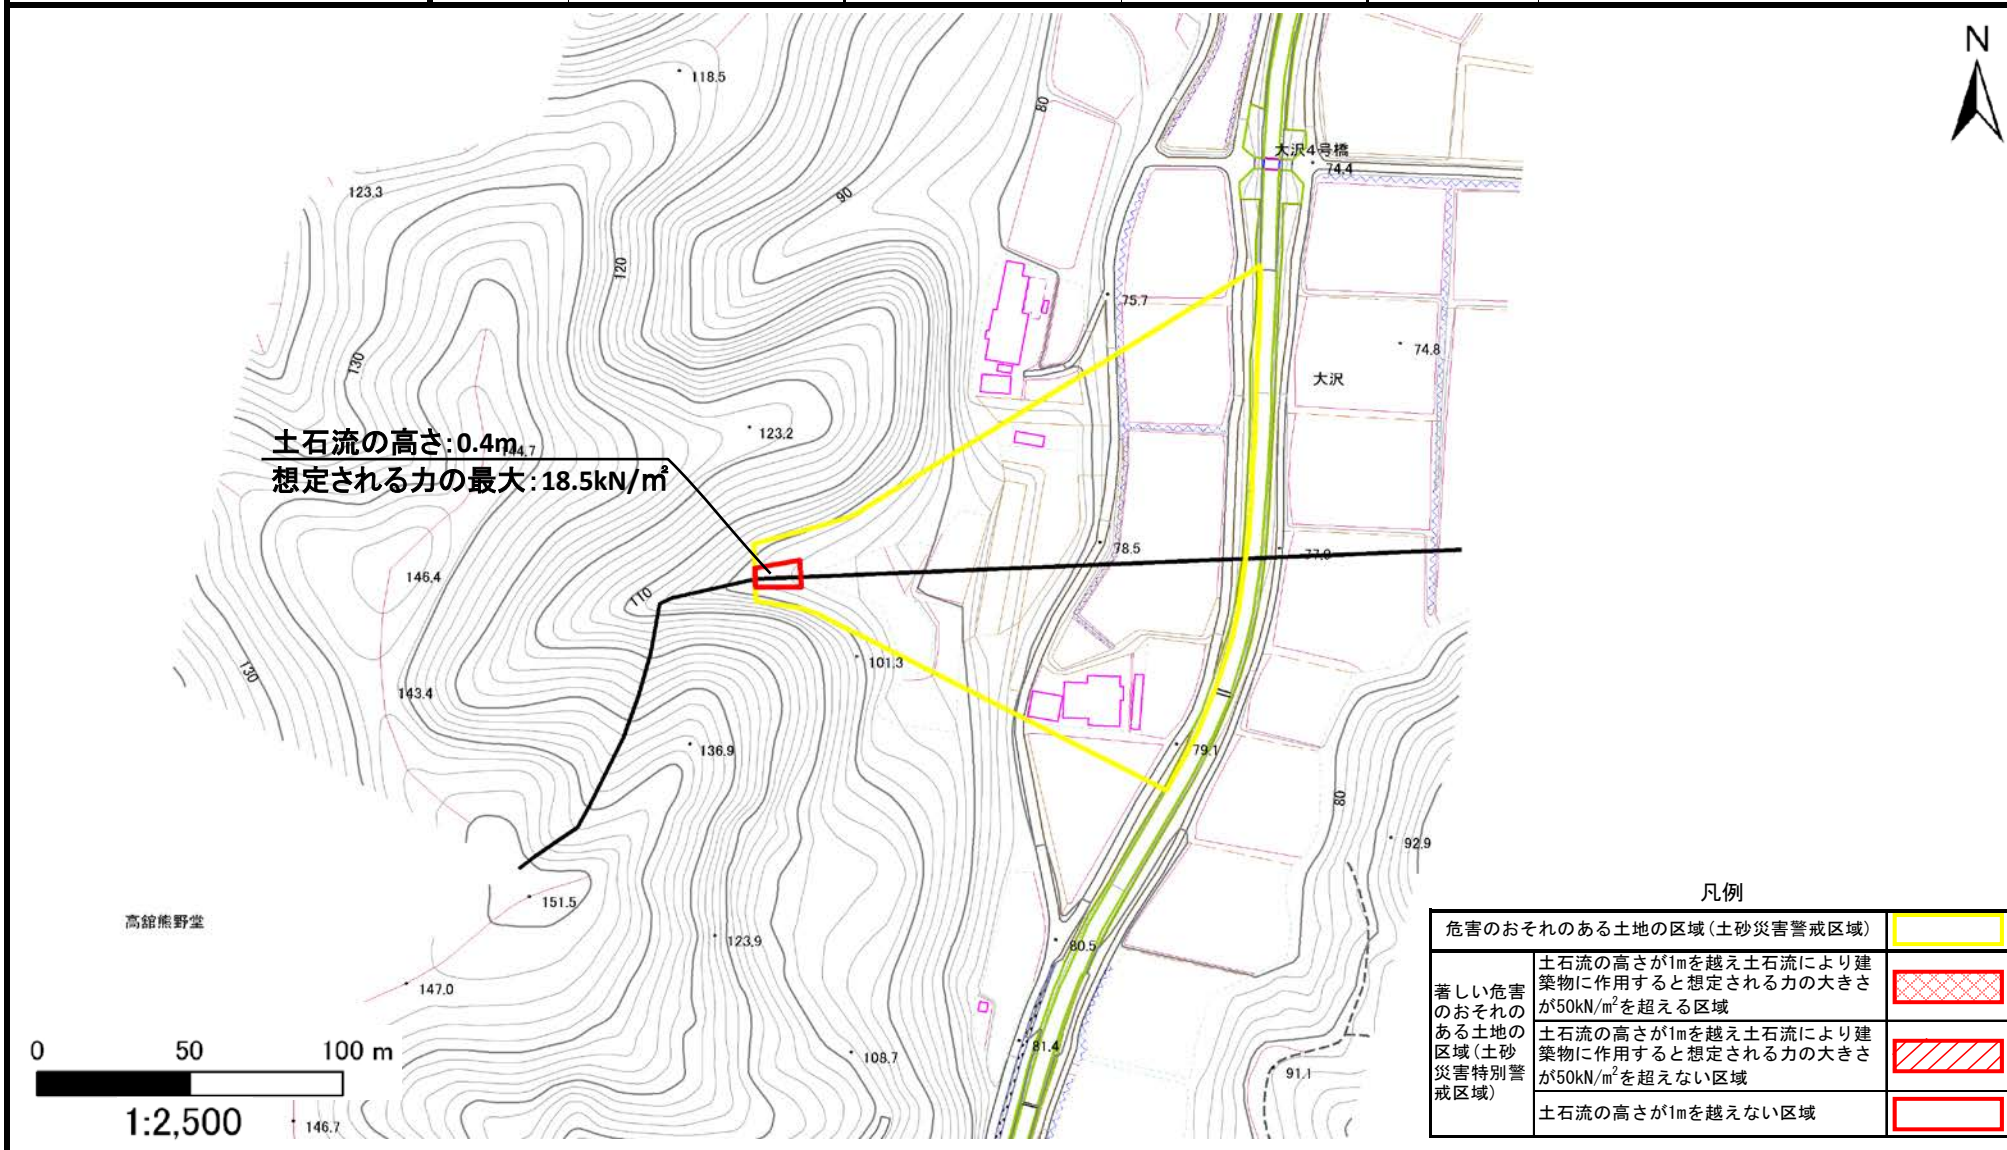 N
118.5
80
大沢4号橋
74.4
123.3
90
120
75.7
74.8
130
大沢
123.2
土石流の高さ:0.4m
144.7
想定される力の最大:18.5kN/㎡
78.5
77.9
146.4
110
101.3
130
143.4
136.9
79.1
80
92.9
151.5
高舘熊野堂
123.9
80.5
147.0
81.4
108.7
91.1
146.7
0 50 100 m
1:2,500
凡例
危害のおそれのある土地の区域(土砂災害警戒区域)
著しい危害
のおそれの
ある土地の
区域(土砂
災害特別警
戒区域)
土石流の高さが1mを越え土石流により建
築物に作用すると想定される力の大きさ
が50kN/m²を超える区域
土石流の高さが1mを越え土石流により建
築物に作用すると想定される力の大きさ
が50kN/m²を超えない区域
土石流の高さが1mを越えない区域